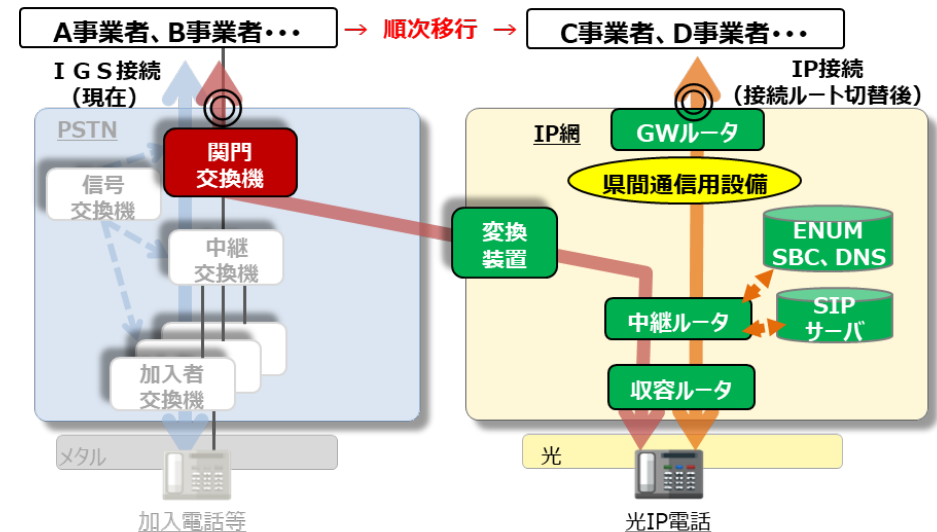 A事業者、B事業者・・・
→ 順次移行 →
C事業者、D事業者・・・
ＩＧＳ接続
（現在）
IP接続
（接続ルート切替後）
PSTN
関門
交換機
信号
交換機
中継
交換機
加入者
交換機
メタル
加入電話等
IP網
GWルータ
県間通信用設備
変換
装置
ENUM
SBC、DNS
中継ルータ
SIP
サーバ
収容ルータ
光
光IP電話